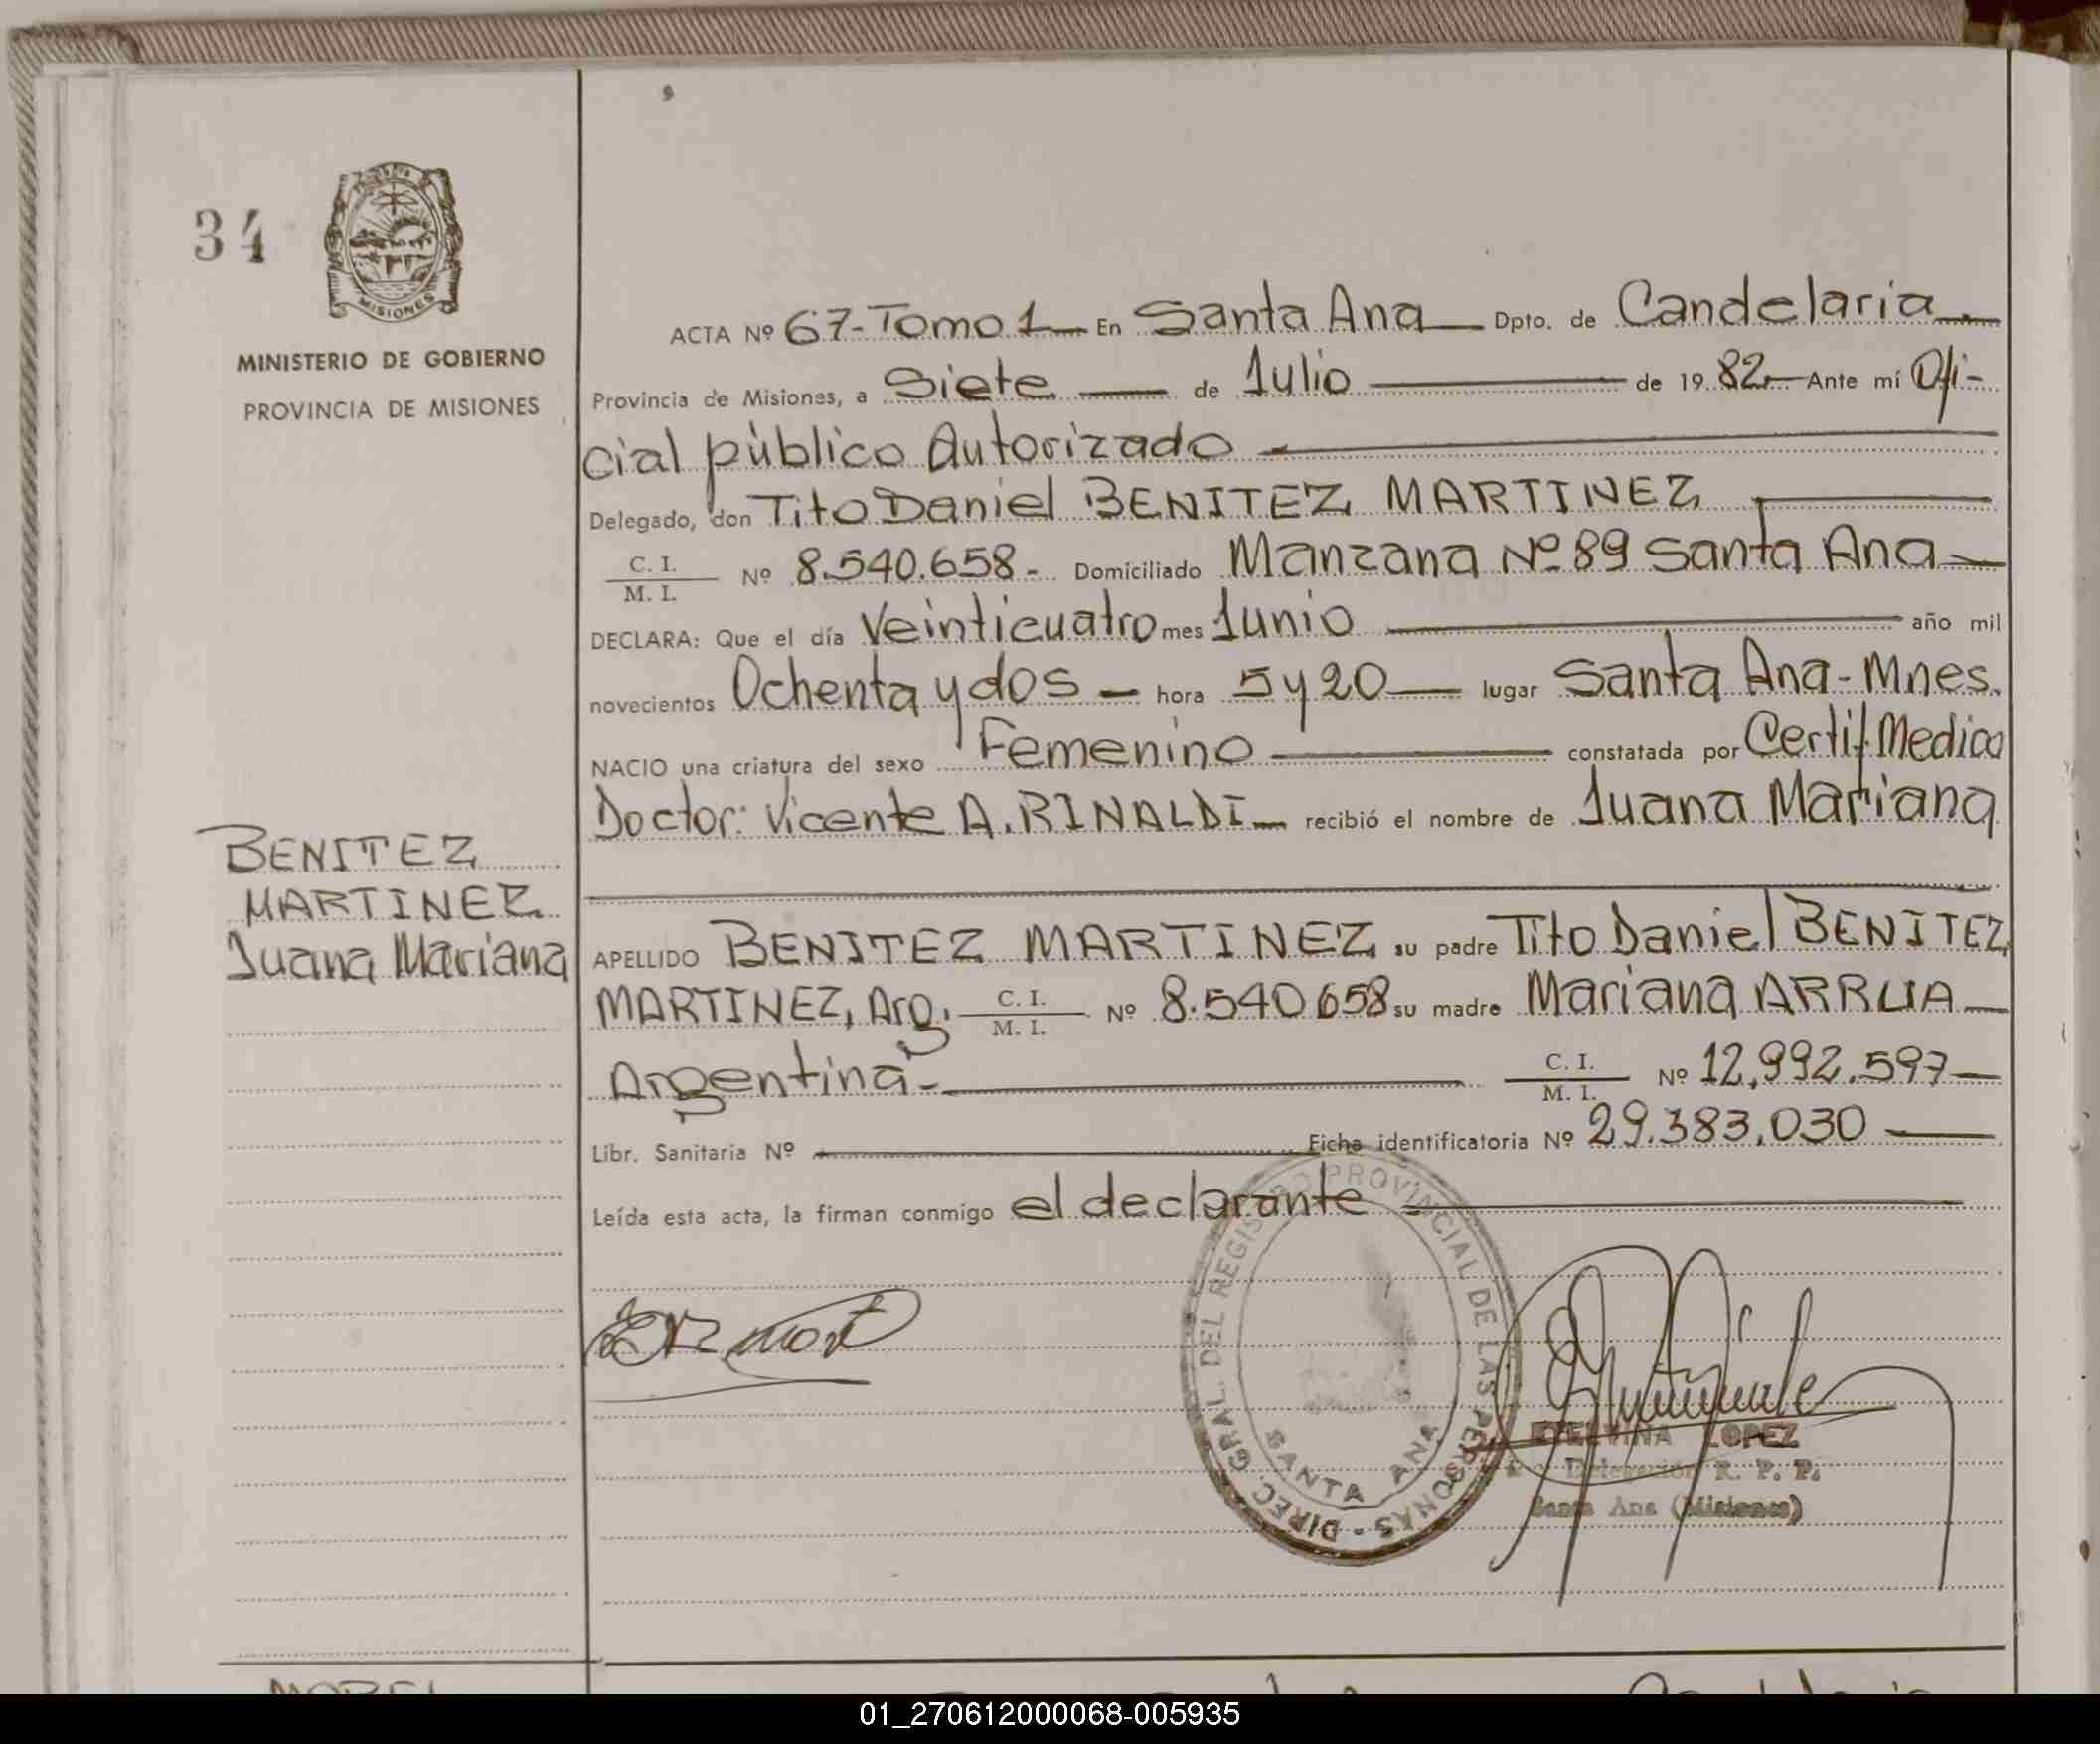 34
MISIONES
MINISTERIO DE GOBIERNO
PROVINCIA DE MISIONES
BENITEZ
MARTINEZ
Juana Mariana
ACTA Nº 67-Tomo 1 En Santa Ana Dpto. de Candelaria
Provincia de Misiones, a Siete de Julio de 1982 Ante mí Ofi-
cial público Autorizado
Delegado, don Tito Daniel BENITEZ MARTINEZ
C. I.
M. I. Nº 8.540.658- Domiciliado Manzana Nº 89 Santa Ana
DECLARA: Que el día Veinticuatro mes Junio año mil
novecientos Ochenta y dos - hora 5 y 20 lugar Santa Ana-Mnes.
NACIO una criatura del sexo Femenino constatada por Certif. Medico
Doctor: Vicente A. RINALDI recibió el nombre de Juana Mariana
APELLIDO BENITEZ MARTINEZ su padre Tito Daniel BENITEZ
MARTINEZ, Arg. C. I. M. I. Nº 8.540658 su madre Mariana ARRUA
Argentina- C. I. M. I. Nº 12.992.597
Libr. Sanitaria Nº Ficha identificatoria Nº 29.383.030
Leída esta acta, la firman conmigo el declarante
DIREC. GRAL. DEL REGISTRO PROVINCIAL DE LAS PERSONAS
SANTA ANA
ETELVINA LOPEZ
Delegación R. P. P.
Santa Ana (Misiones)
01_270612000068-005935